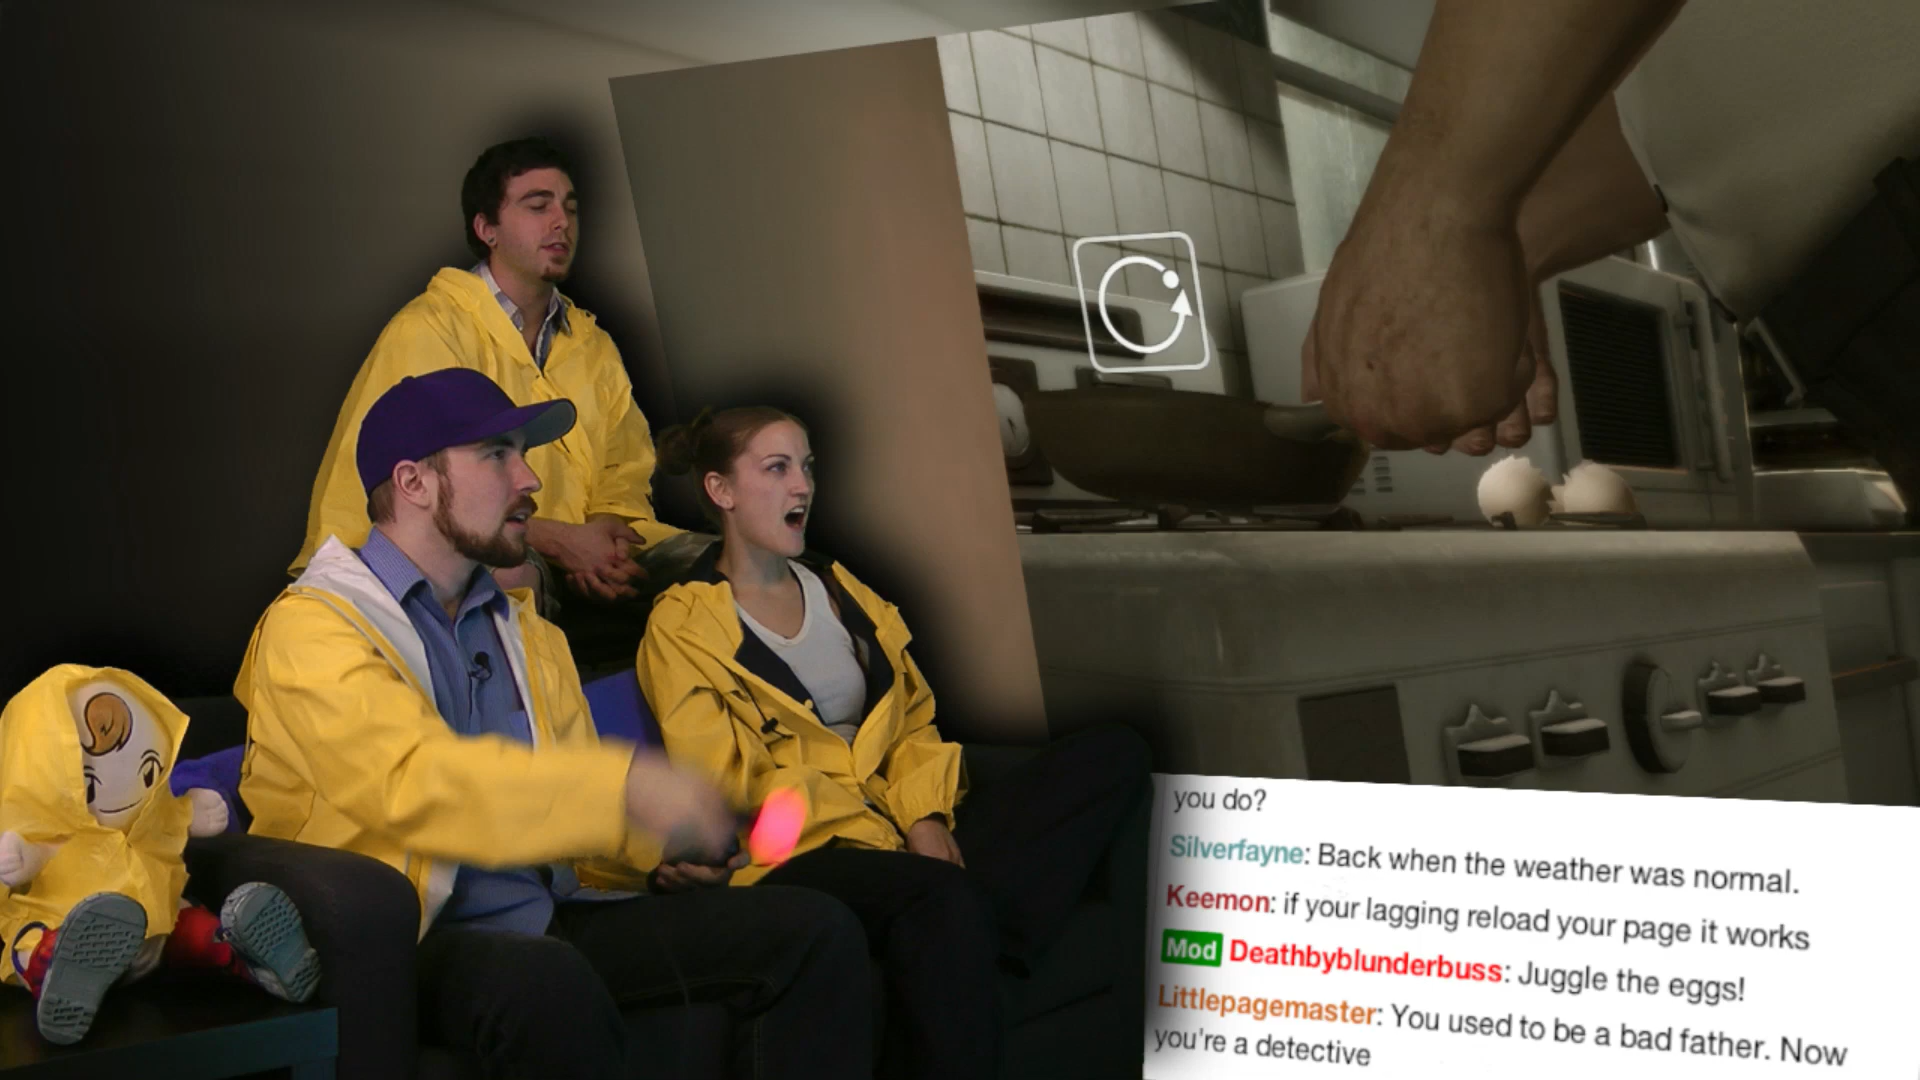 you do?
Silverfayne: Back when the weather was normal.
Keemon: if your lagging reload your page it works
Mod Deathbyblunderbuss: Juggle the eggs!
Littlepagemaster: You used to be a bad father. Now
you're a detective